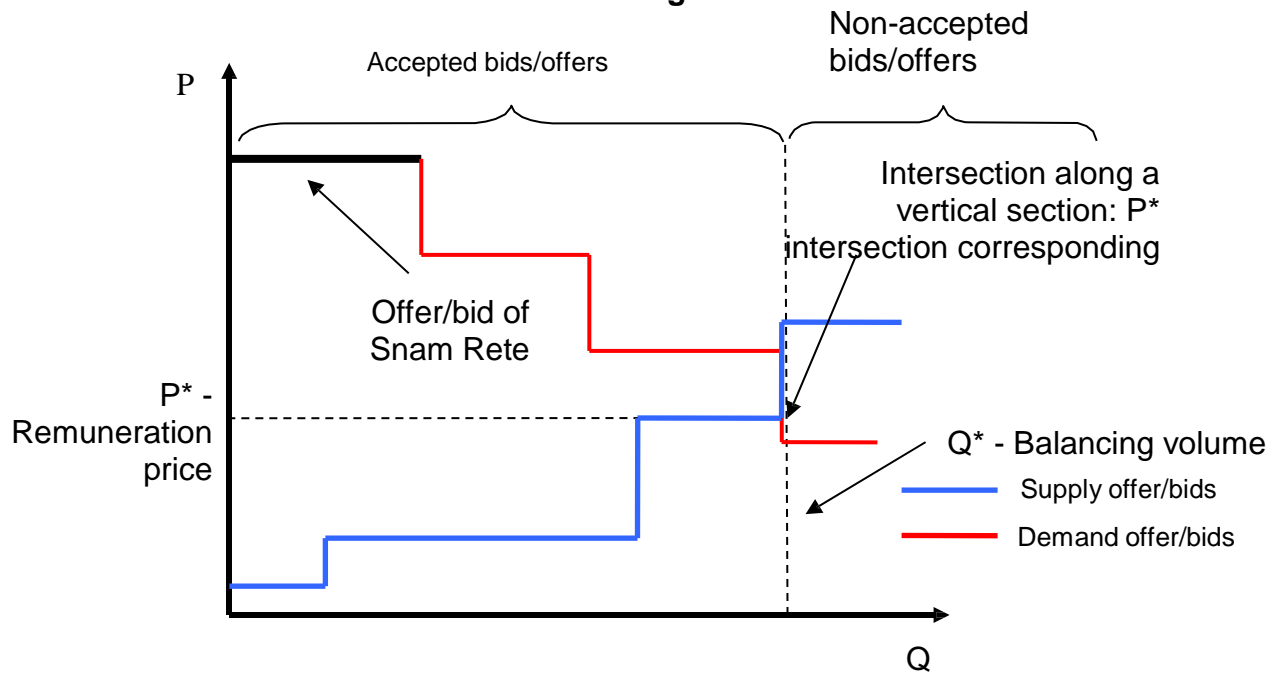 Accepted bids/offers
Non-accepted
bids/offers
P
Intersection along a
vertical section: P*
intersection corresponding
Offer/bid of
Snam Rete
P* -
Remuneration
price
Q* - Balancing volume
Supply offer/bids
Demand offer/bids
Q